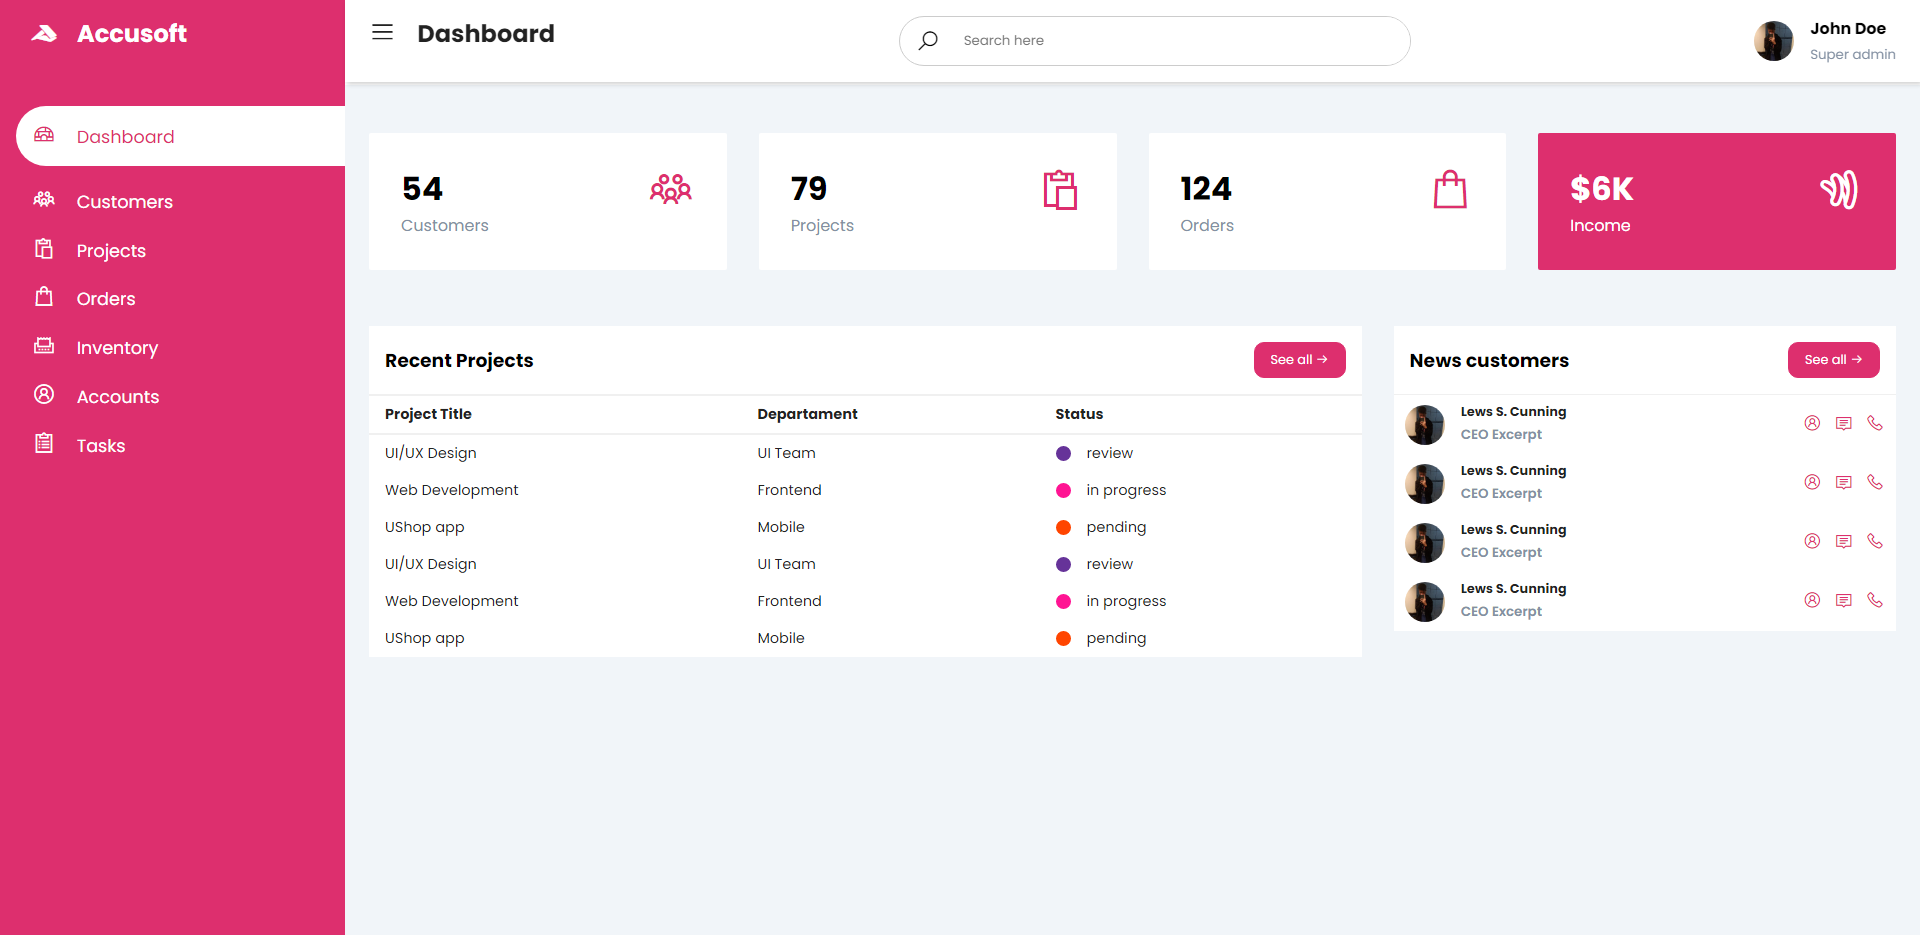 Accusoft
Dashboard
Customers
Projects
Orders
Inventory
Accounts
Tasks
Dashboard
Search here
John Doe
Super admin
54
Customers
79
Projects
124
Orders
$6K
Income
Recent Projects
See all →
Project Title Departament Status
UI/UX Design UI Team review
Web Development Frontend in progress
UShop app Mobile pending
UI/UX Design UI Team review
Web Development Frontend in progress
UShop app Mobile pending
News customers
See all →
Lews S. Cunning
CEO Excerpt
Lews S. Cunning
CEO Excerpt
Lews S. Cunning
CEO Excerpt
Lews S. Cunning
CEO Excerpt